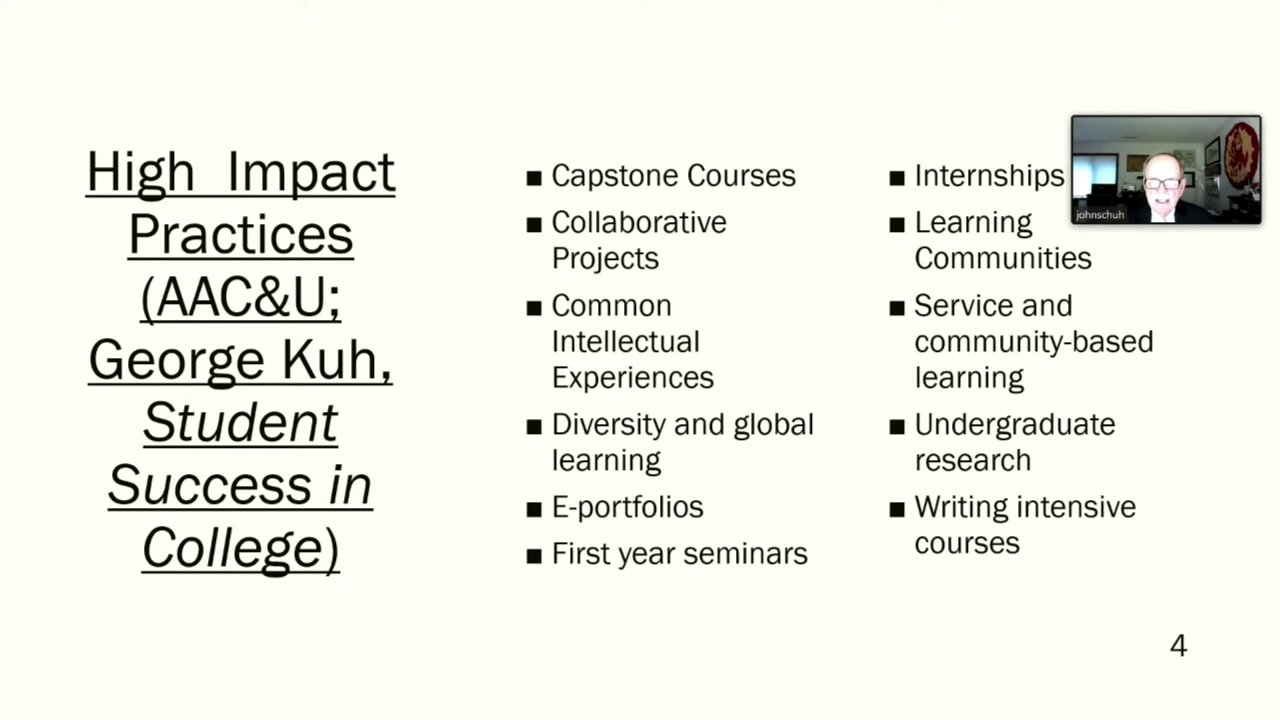 High  Impact
Practices
(AAC&U;
George Kuh,
Student
Success in
College)
■ Capstone Courses
■ Collaborative
Projects
■ Common
Intellectual
Experiences
■ Diversity and global
learning
■ E-portfolios
■ First year seminars
■ Internships
■ Learning
Communities
■ Service and
community-based
learning
■ Undergraduate
research
■ Writing intensive
courses
johnschuh
4